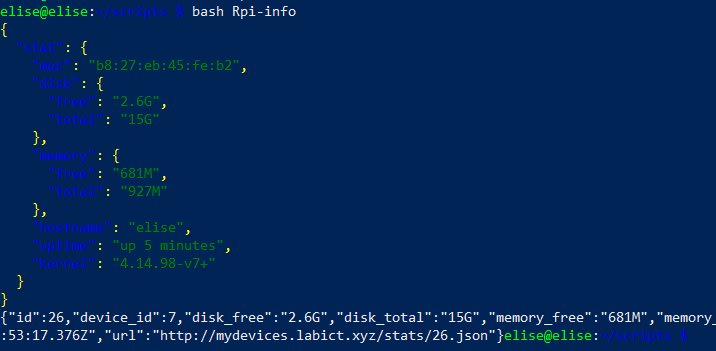 elise@elise:~/scripts $ bash Rpi-info
{
"stat": {
"mac": "b8:27:eb:45:fe:b2",
"disk": {
"free": "2.6G",
"total": "15G"
},
"memory": {
"free": "681M",
"total": "927M"
},
"hostname": "elise",
"uptime": "up 5 minutes",
"kernel": "4.14.98-v7+"
}
}
{"id":26,"device_id":7,"disk_free":"2.6G","disk_total":"15G","memory_free":"681M","memory_
:53:17.376Z","url":"http://mydevices.labict.xyz/stats/26.json"}elise@elise:~/scripts $